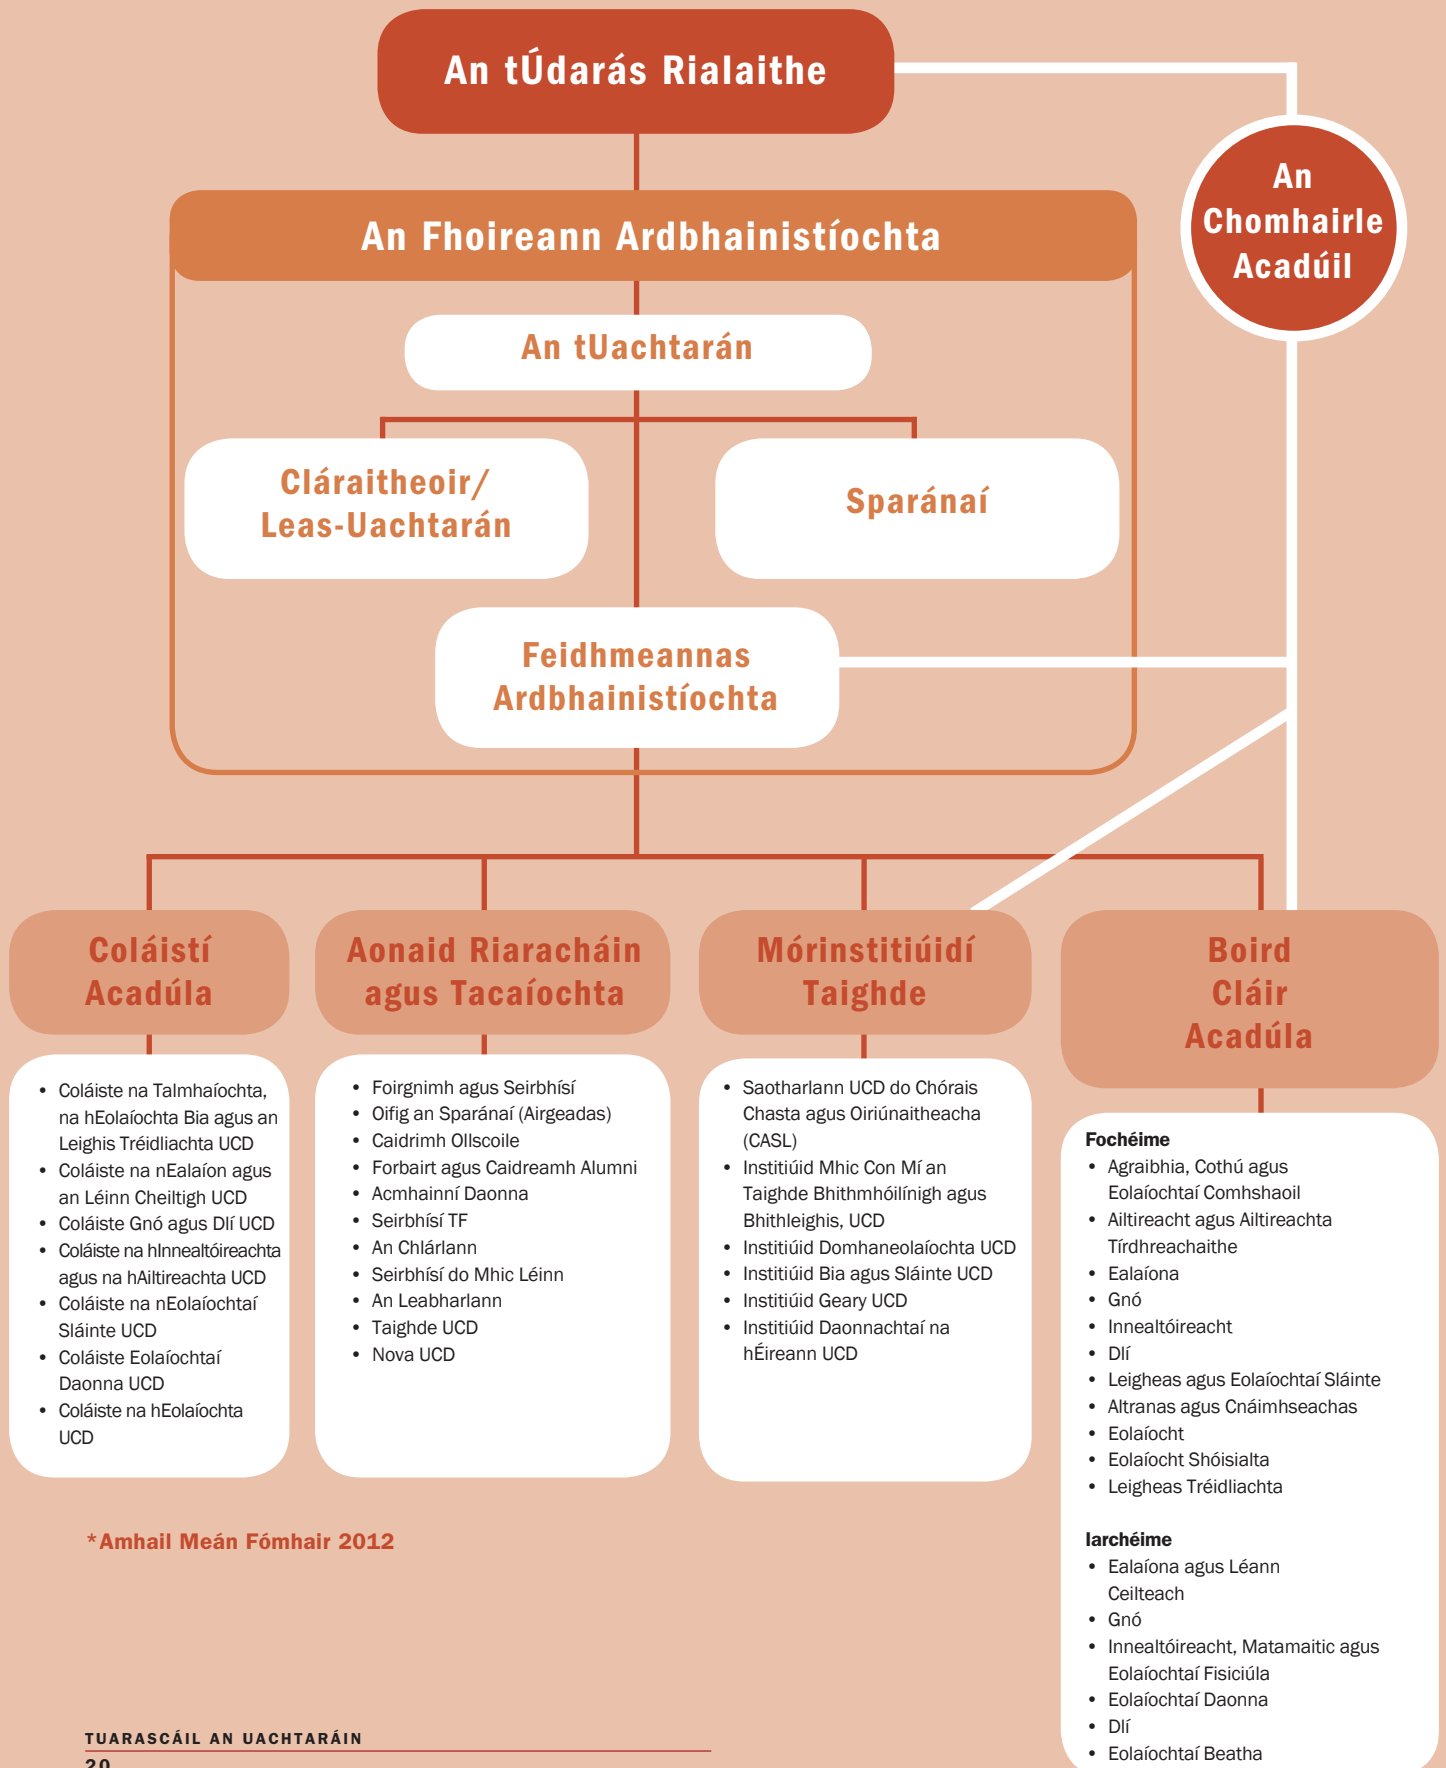 An tÚdarás Rialaithe
An
Chomhairle
Acadúil
An Fhoireann Ardbhainistíochta
An tUachtarán
Cláraitheoir/
Leas-Uachtarán
Sparánaí
Feidhmeannas
Ardbhainistíochta
Coláistí
Acadúla
Aonaid Riaracháin
agus Tacaíochta
Mórinstitiúidí
Taighde
Boird
Cláir
Acadúla
• Coláiste na Talmhaíochta,
na hEolaíochta Bia agus an
Leighis Tréidliachta UCD
• Coláiste na nEalaíon agus
an Léinn Cheiltigh UCD
• Coláiste Gnó agus Dlí UCD
• Coláiste na hInnealtóireachta
agus na hAiltireachta UCD
• Coláiste na nEolaíochtaí
Sláinte UCD
• Coláiste Eolaíochtaí
Daonna UCD
• Coláiste na hEolaíochta
UCD
• Foirgnimh agus Seirbhísí
• Oifig an Sparánaí (Airgeadas)
• Caidrimh Ollscoile
• Forbairt agus Caidreamh Alumni
• Acmhainní Daonna
• Seirbhísí TF
• An Chlárlann
• Seirbhísí do Mhic Léinn
• An Leabharlann
• Taighde UCD
• Nova UCD
• Saotharlann UCD do Chórais
Chasta agus Oiriúnaitheacha
(CASL)
• Institiúid Mhic Con Mí an
Taighde Bhithmhóilínigh agus
Bhithleighis, UCD
• Institiúid Domhaneolaíochta UCD
• Institiúid Bia agus Sláinte UCD
• Institiúid Geary UCD
• Institiúid Daonnachtaí na
hÉireann UCD
Fochéime
• Agraibhia, Cothú agus
Eolaíochtaí Comhshaoil
• Ailtireacht agus Ailtireachta
Tírdhreachaithe
• Ealaíona
• Gnó
• Innealtóireacht
• Dlí
• Leigheas agus Eolaíochtaí Sláinte
• Altranas agus Cnáimhseachas
• Eolaíocht
• Eolaíocht Shóisialta
• Leigheas Tréidliachta
Iarchéime
• Ealaíona agus Léann
Ceilteach
• Gnó
• Innealtóireacht, Matamaitic agus
Eolaíochtaí Fisiciúla
• Eolaíochtaí Daonna
• Dlí
• Eolaíochtaí Beatha
*Amhail Meán Fómhair 2012
TUARASCÁIL AN UACHTARÁIN
20